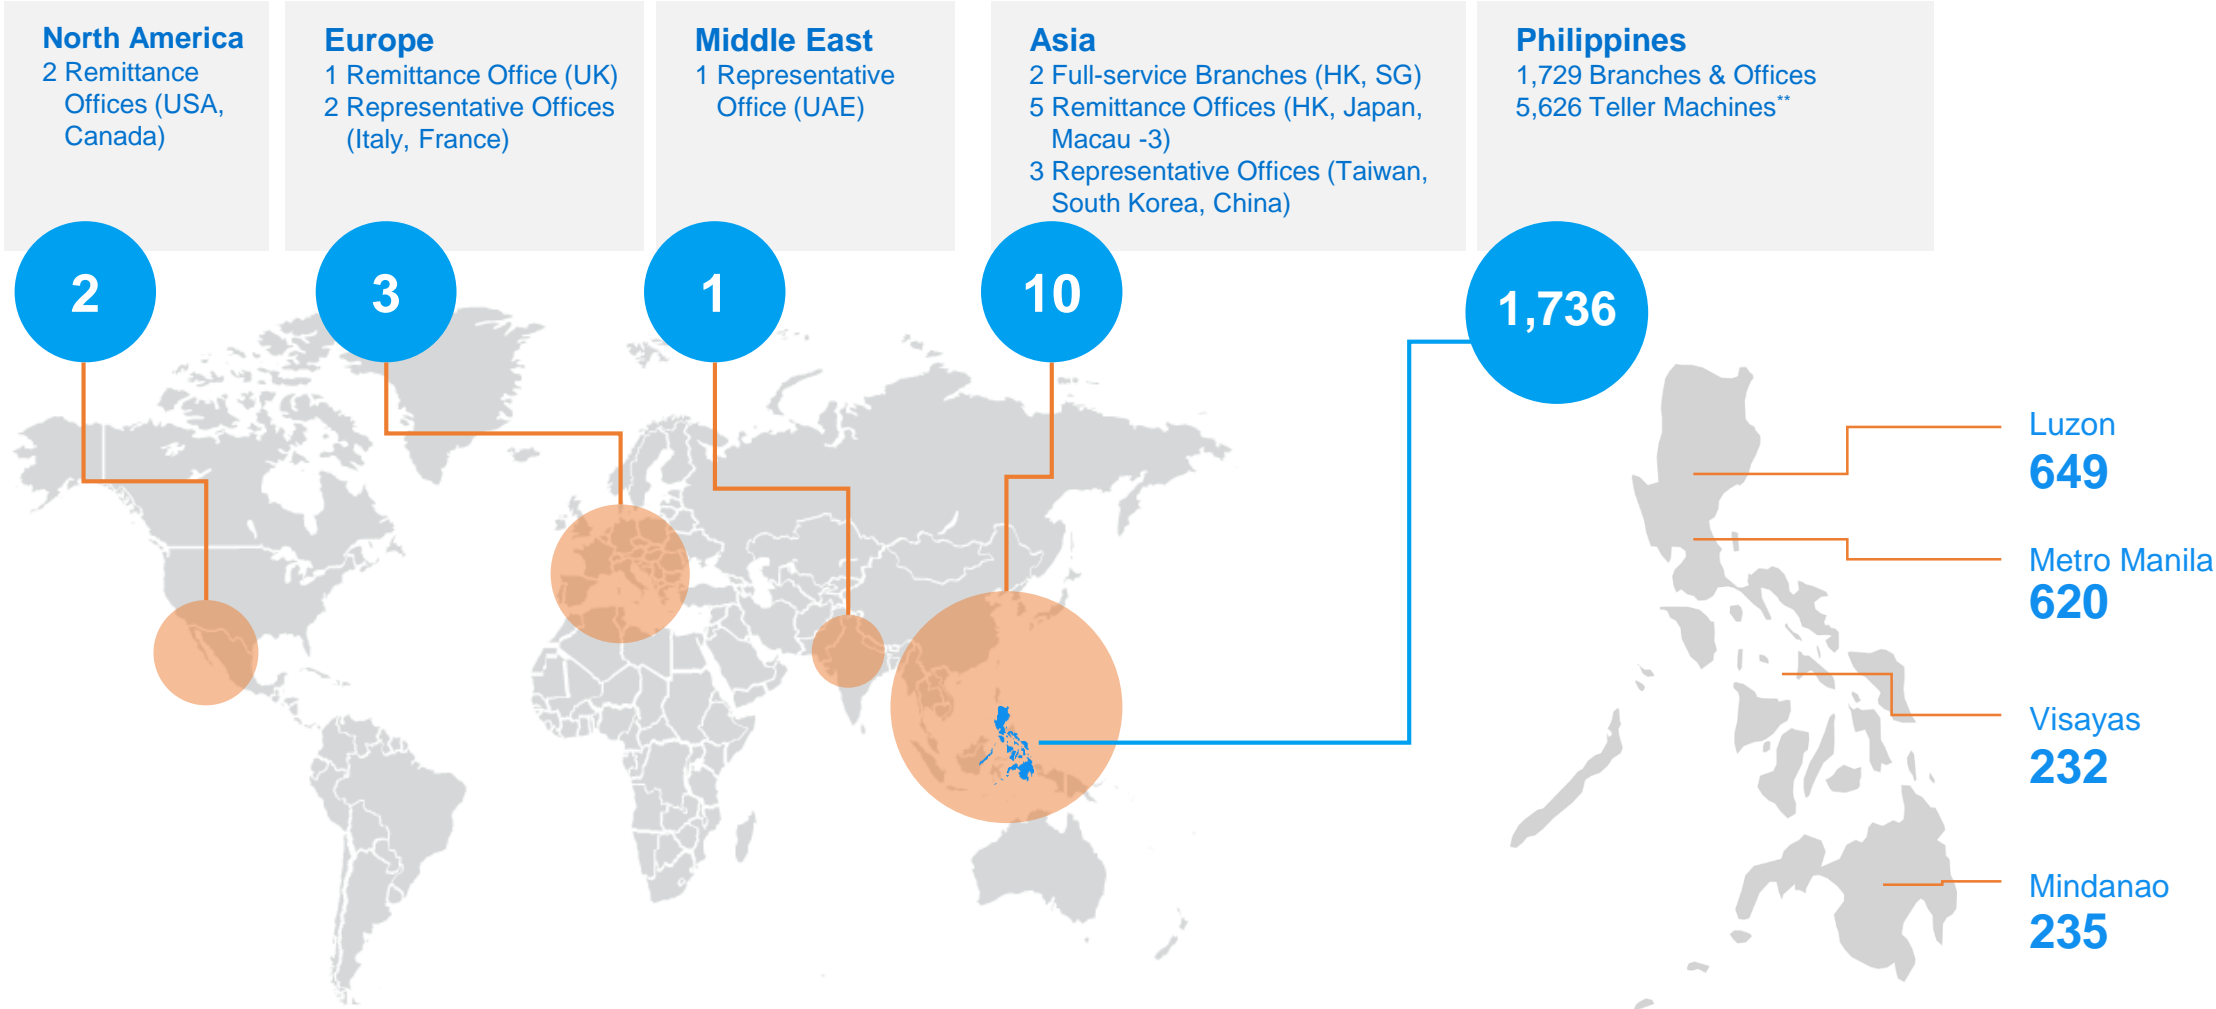 North America
2 Remittance
Offices (USA,
Canada)
Europe
1 Remittance Office (UK)
2 Representative Offices
(Italy, France)
Middle East
1 Representative
Office (UAE)
Asia
2 Full-service Branches (HK, SG)
5 Remittance Offices (HK, Japan,
Macau -3)
3 Representative Offices (Taiwan,
South Korea, China)
Philippines
1,729 Branches & Offices
5,626 Teller Machines**
2
3
1
10
1,736
Luzon
649
Metro Manila
620
Visayas
232
Mindanao
235